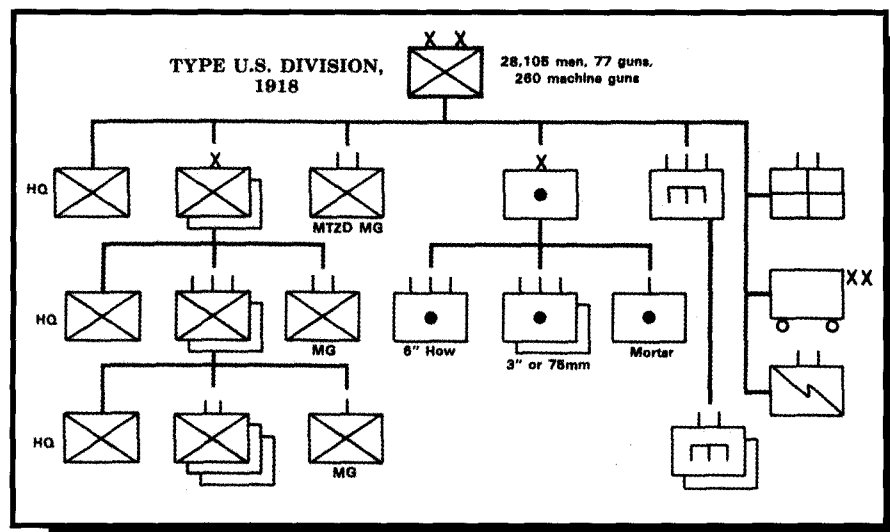 X X
TYPE U.S. DIVISION,
1918
28,105 men, 77 guns,
260 machine guns
X
X
HQ
MTZD MG
XX
HQ
MG
6" How
3" or 75mm
Mortar
HQ
MG